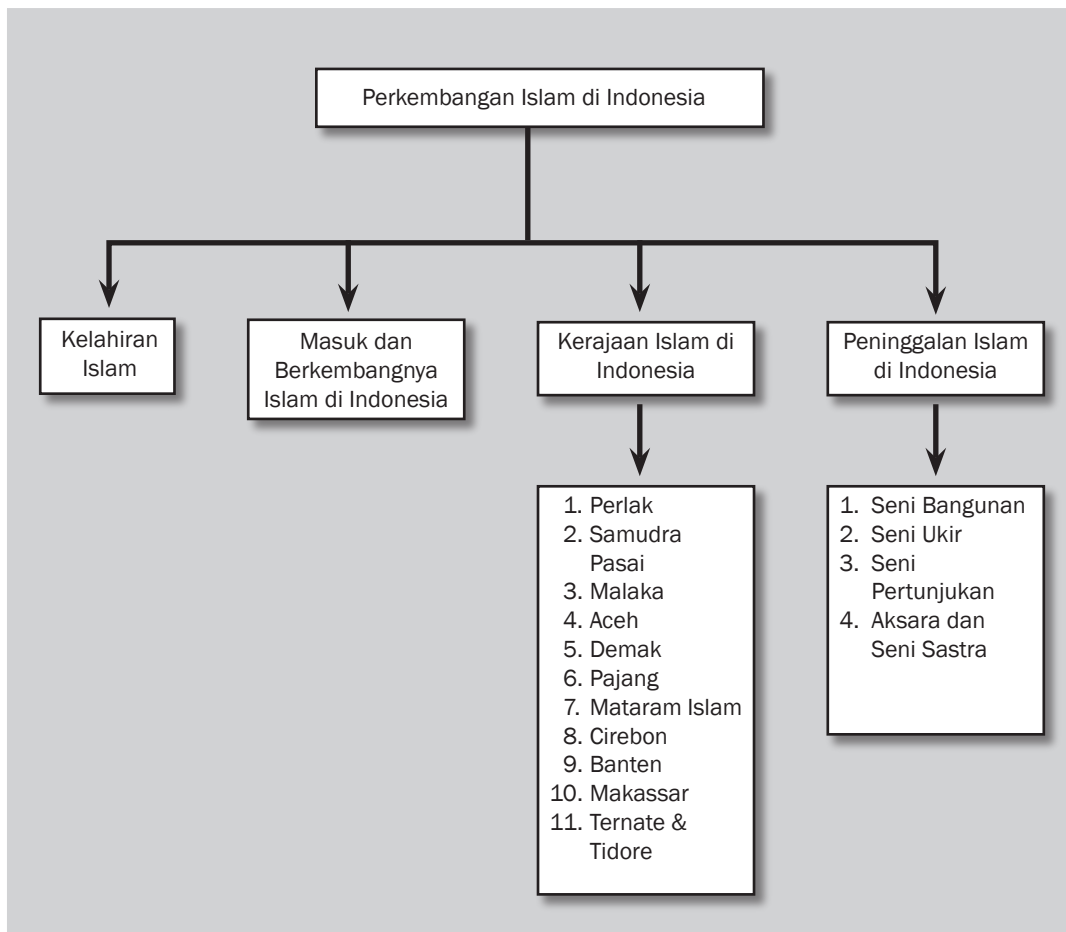 Perkembangan Islam di Indonesia
Kelahiran
Islam
Masuk dan
Berkembangnya
Islam di Indonesia
Kerajaan Islam di
Indonesia
Peninggalan Islam
di Indonesia
1. Perlak
2. Samudra
Pasai
3. Malaka
4. Aceh
5. Demak
6. Pajang
7. Mataram Islam
8. Cirebon
9. Banten
10. Makassar
11. Ternate &
Tidore
1. Seni Bangunan
2. Seni Ukir
3. Seni
Pertunjukan
4. Aksara dan
Seni Sastra